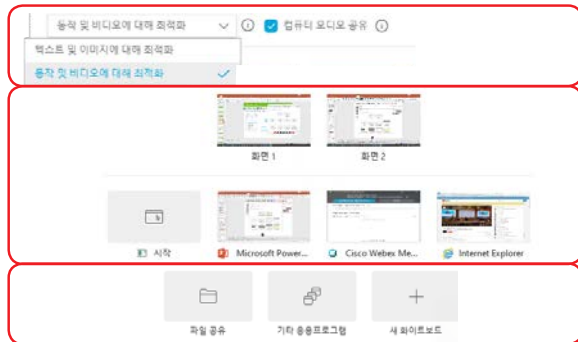 동작 및 비디오에 대해 최적화 컴퓨터 오디오 공유
텍스트 및 이미지에 대해 최적화
동작 및 비디오에 대해 최적화
화면 1 화면 2
시작 Microsoft Power... Cisco Webex Me... Internet Explorer
파일 공유 기타 응용프로그램 새 화이트보드